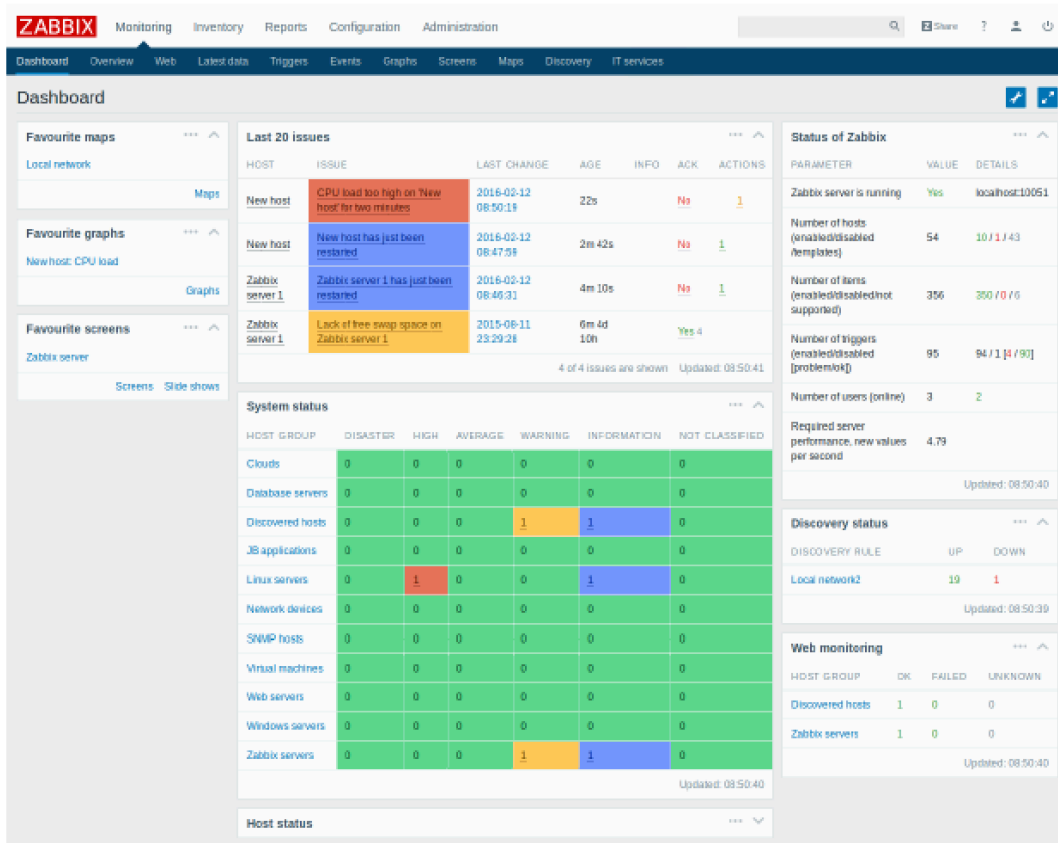 ZABBIX Monitoring Inventory Reports Configuration Administration Z Share ?
Dashboard Overview Web Latest data Triggers Events Graphs Screens Maps Discovery IT services
Dashboard
Favourite maps
Local network
Maps
Favourite graphs
New host: CPU load
Graphs
Favourite screens
Zabbix server
Screens Slide shows
Last 20 issues
HOST ISSUE LAST CHANGE AGE INFO ACK ACTIONS
New host CPU load too high on 'New host' for two minutes 2016-02-12 08:50:19 22s No 1
New host New host has just been restarted 2016-02-12 08:47:59 2m 42s No 1
Zabbix server 1 Zabbix server 1 has just been restarted 2016-02-12 08:46:31 4m 10s No 1
Zabbix server 1 Lack of free swap space on Zabbix server 1 2015-08-11 23:29:28 6m 4d 10h Yes 4
4 of 4 issues are shown Updated: 08:50:41
System status
HOST GROUP DISASTER HIGH AVERAGE WARNING INFORMATION NOT CLASSIFIED
Clouds 0 0 0 0 0 0
Database servers 0 0 0 0 0 0
Discovered hosts 0 0 0 1 1 0
JB applications 0 0 0 0 0 0
Linux servers 0 1 0 0 1 0
Network devices 0 0 0 0 0 0
SNMP hosts 0 0 0 0 0 0
Virtual machines 0 0 0 0 0 0
Web servers 0 0 0 0 0 0
Windows servers 0 0 0 0 0 0
Zabbix servers 0 0 0 1 1 0
Updated: 08:50:40
Host status
Status of Zabbix
PARAMETER VALUE DETAILS
Zabbix server is running Yes localhost:10051
Number of hosts (enabled/disabled/templates) 54 10 / 1 / 43
Number of items (enabled/disabled/not supported) 356 350 / 0 / 6
Number of triggers (enabled/disabled [problem/ok]) 95 94 / 1 [4 / 90]
Number of users (online) 3 2
Required server performance, new values per second 4.79
Updated: 08:50:40
Discovery status
DISCOVERY RULE UP DOWN
Local network2 19 1
Updated: 08:50:39
Web monitoring
HOST GROUP OK FAILED UNKNOWN
Discovered hosts 1 0 0
Zabbix servers 1 0 0
Updated: 08:50:40